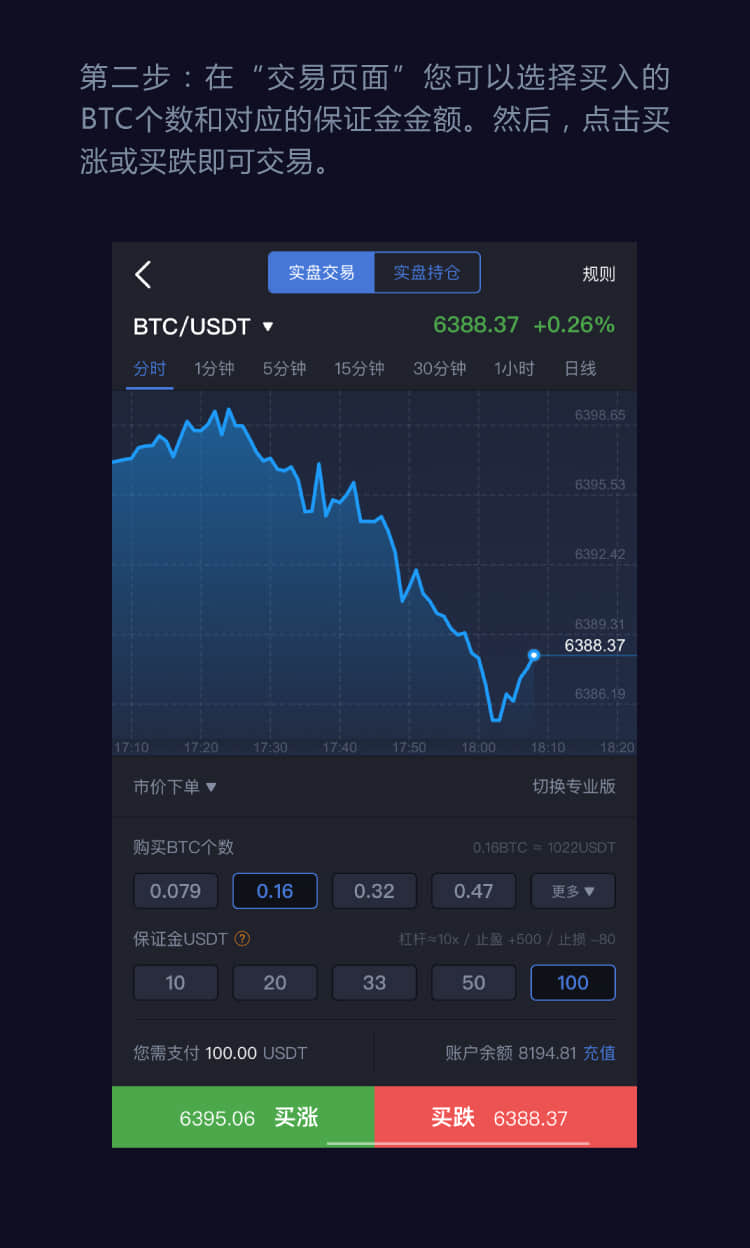 第二步：在“交易页面”您可以选择买入的
BTC个数和对应的保证金金额。然后，点击买
涨或买跌即可交易。
实盘交易 实盘持仓 规则
BTC/USDT ▼ 6388.37 +0.26%
分时 1分钟 5分钟 15分钟 30分钟 1小时 日线
6398.65
6395.53
6392.42
6389.31
6388.37
6386.19
17:10 17:20 17:30 17:40 17:50 18:00 18:10 18:20
市价下单 ▼ 切换专业版
购买BTC个数 0.16BTC ≈ 1022USDT
0.079 0.16 0.32 0.47 更多 ▼
保证金USDT ? 杠杆≈10x / 止盈 +500 / 止损 -80
10 20 33 50 100
您需支付 100.00 USDT 账户余额 8194.81 充值
6395.06 买涨 买跌 6388.37